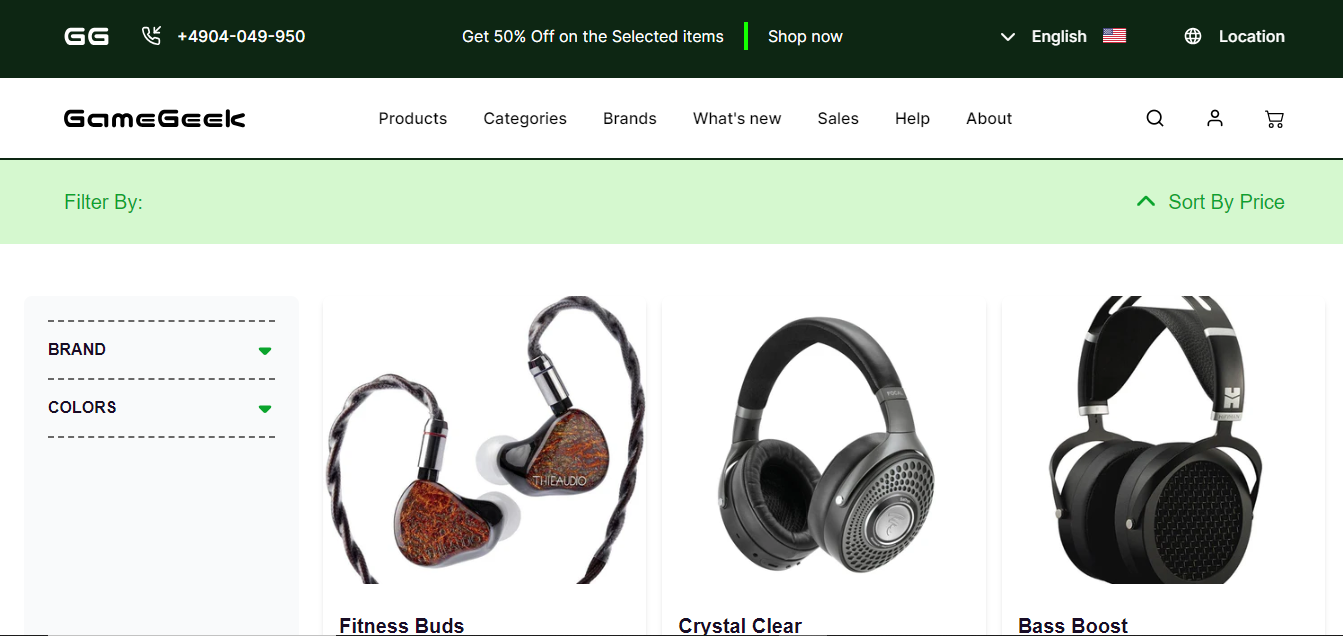 GG +4904-049-950 Get 50% Off on the Selected items Shop now English Location
GameGeek Products Categories Brands What's new Sales Help About
Filter By: Sort By Price
BRAND
COLORS
THIEAUDIO
FOCAL
HIFIMAN
Fitness Buds Crystal Clear Bass Boost